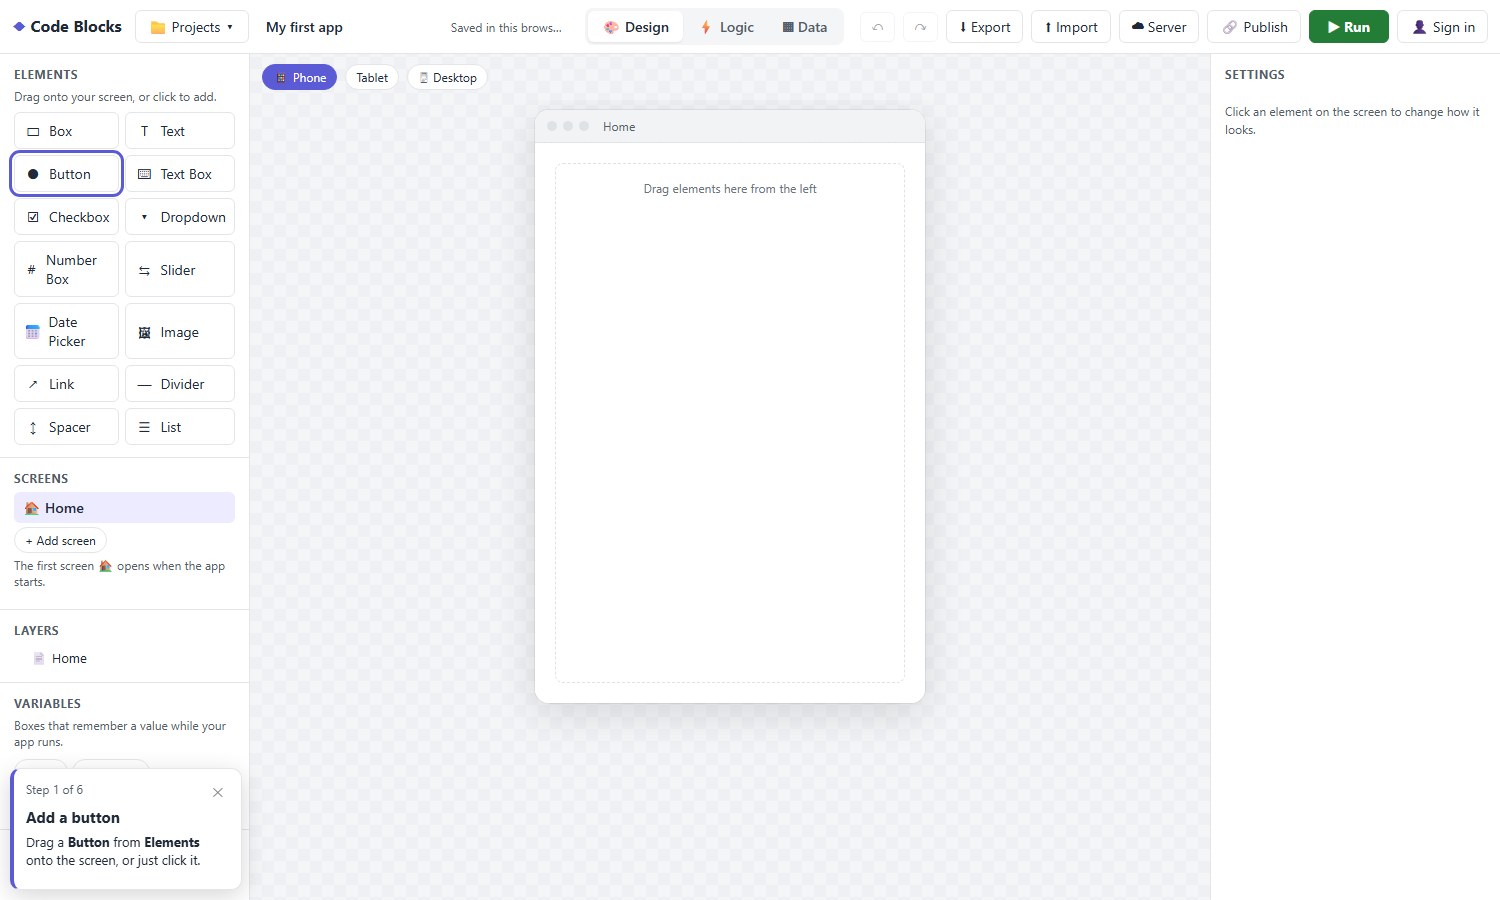 Code Blocks
Projects
My first app
Saved in this brows...
Design
Logic
Data
Export
Import
Server
Publish
Run
Sign in
ELEMENTS
Drag onto your screen, or click to add.
Box
T Text
Button
Text Box
Checkbox
Dropdown
# Number Box
Slider
Date Picker
Image
Link
Divider
Spacer
List
SCREENS
Home
+ Add screen
The first screen opens when the app
starts.
LAYERS
Home
VARIABLES
Boxes that remember a value while your
app runs.
Step 1 of 6
Add a button
Drag a Button from Elements
onto the screen, or just click it.
Phone
Tablet
Desktop
Home
Drag elements here from the left
SETTINGS
Click an element on the screen to change how it
looks.